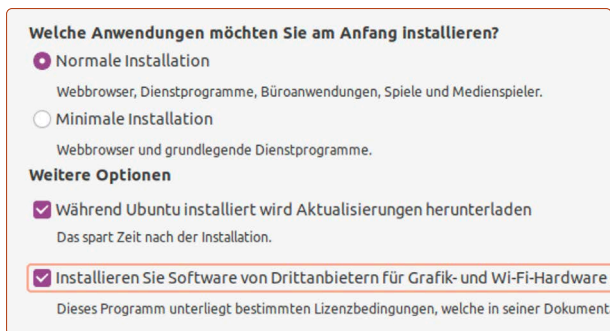 Welche Anwendungen möchten Sie am Anfang installieren?
Normale Installation
Webbrowser, Dienstprogramme, Büroanwendungen, Spiele und Medienspieler.
Minimale Installation
Webbrowser und grundlegende Dienstprogramme.
Weitere Optionen
Während Ubuntu installiert wird Aktualisierungen herunterladen
Das spart Zeit nach der Installation.
Installieren Sie Software von Drittanbietern für Grafik- und Wi-Fi-Hardware
Dieses Programm unterliegt bestimmten Lizenzbedingungen, welche in seiner Dokument